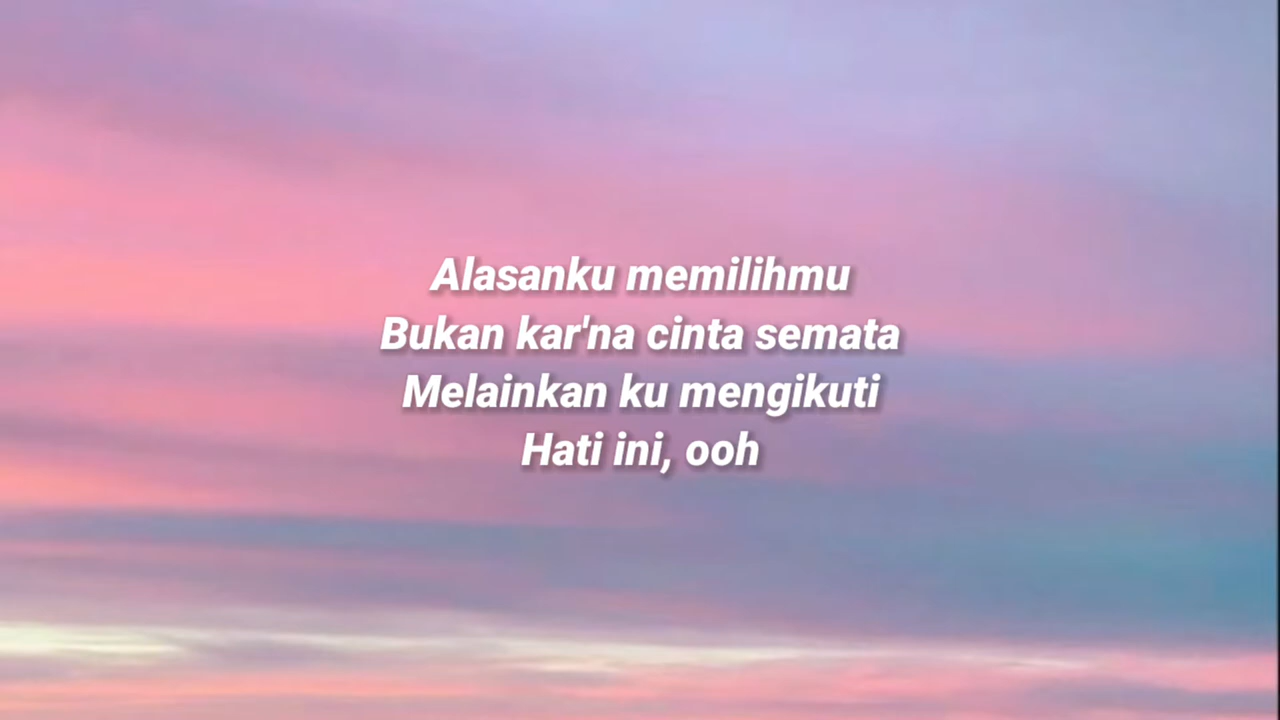 Alasanku memilihmu
Bukan kar'na cinta semata
Melainkan ku mengikuti
Hati ini, ooh